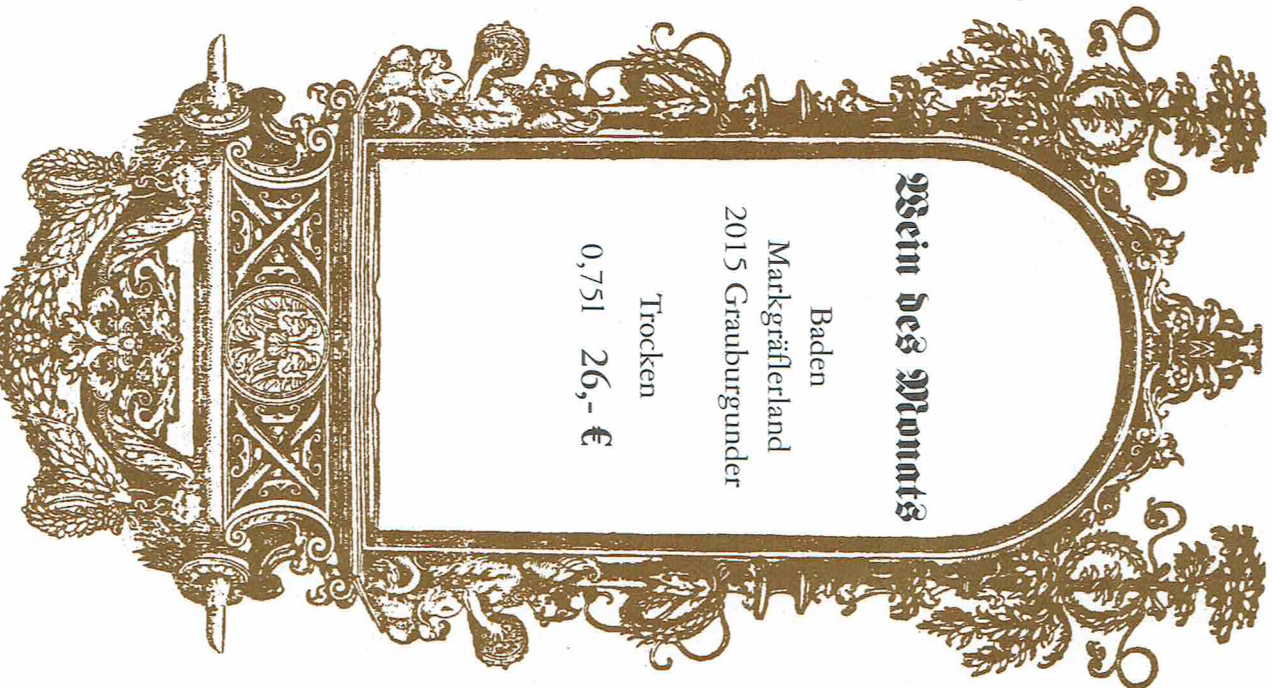 Wein des Monats
Baden
Markgräflerland
2015 Grauburgunder
Trocken
0,75l 26,- €